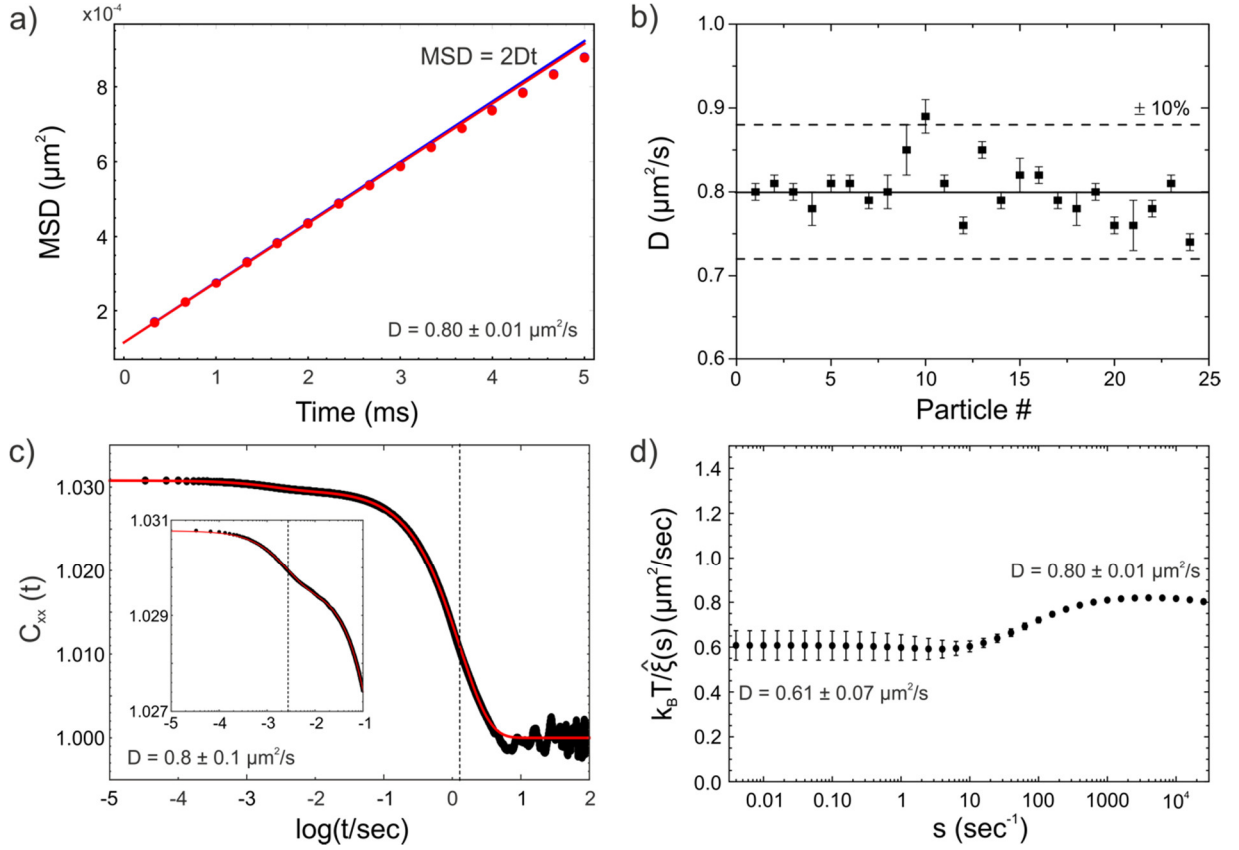 a)
x10⁻⁴
8
6
4
2
MSD (μm²)
MSD = 2Dt
D = 0.80 ± 0.01 μm²/s
0 1 2 3 4 5
Time (ms)
b)
1.0
0.9
0.8
0.7
0.6
D (μm²/s)
± 10%
0 5 10 15 20 25
Particle #
c)
1.030
1.020
1.010
1.000
Cₓₓ (t)
1.031
1.029
1.027
-5 -4 -3 -2 -1
D = 0.8 ± 0.1 μm²/s
-5 -4 -3 -2 -1 0 1 2
log(t/sec)
d)
1.4
1.2
1.0
0.8
0.6
0.4
0.2
0.0
k_BT/ξ̂(s) (μm²/sec)
D = 0.80 ± 0.01 μm²/s
D = 0.61 ± 0.07 μm²/s
0.01 0.10 1 10 100 1000 10⁴
s (sec⁻¹)